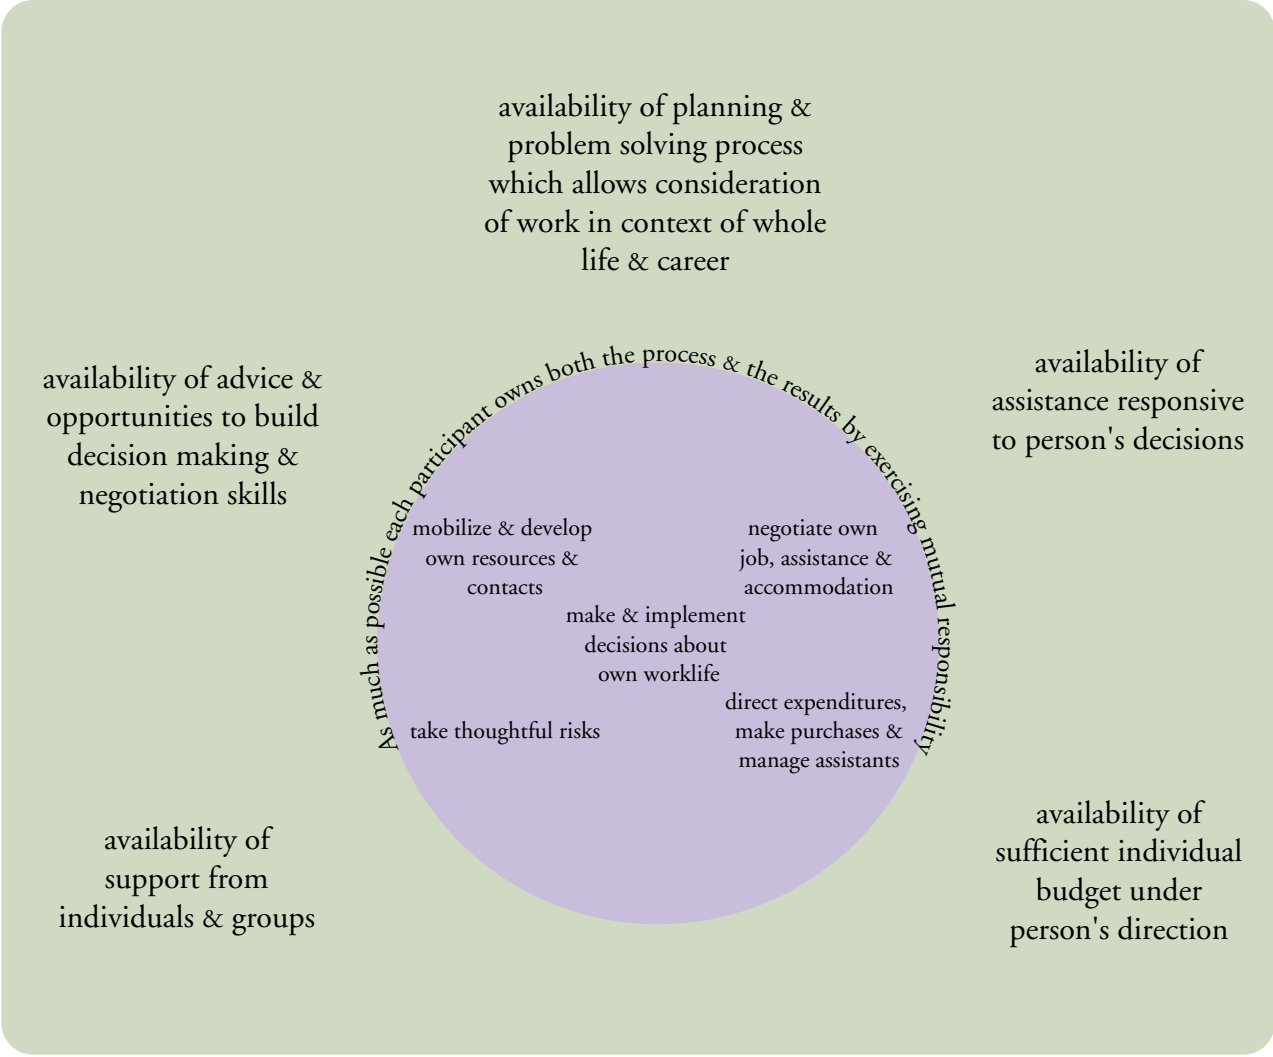 availability of planning &
problem solving process
which allows consideration
of work in context of whole
life & career
availability of advice &
opportunities to build
decision making &
negotiation skills
availability of
assistance responsive
to person's decisions
As much as possible each participant owns both the process & the results by exercising mutual responsibility
mobilize & develop
own resources &
contacts
negotiate own
job, assistance &
accommodation
make & implement
decisions about
own worklife
take thoughtful risks
direct expenditures,
make purchases &
manage assistants
availability of
support from
individuals & groups
availability of
sufficient individual
budget under
person's direction